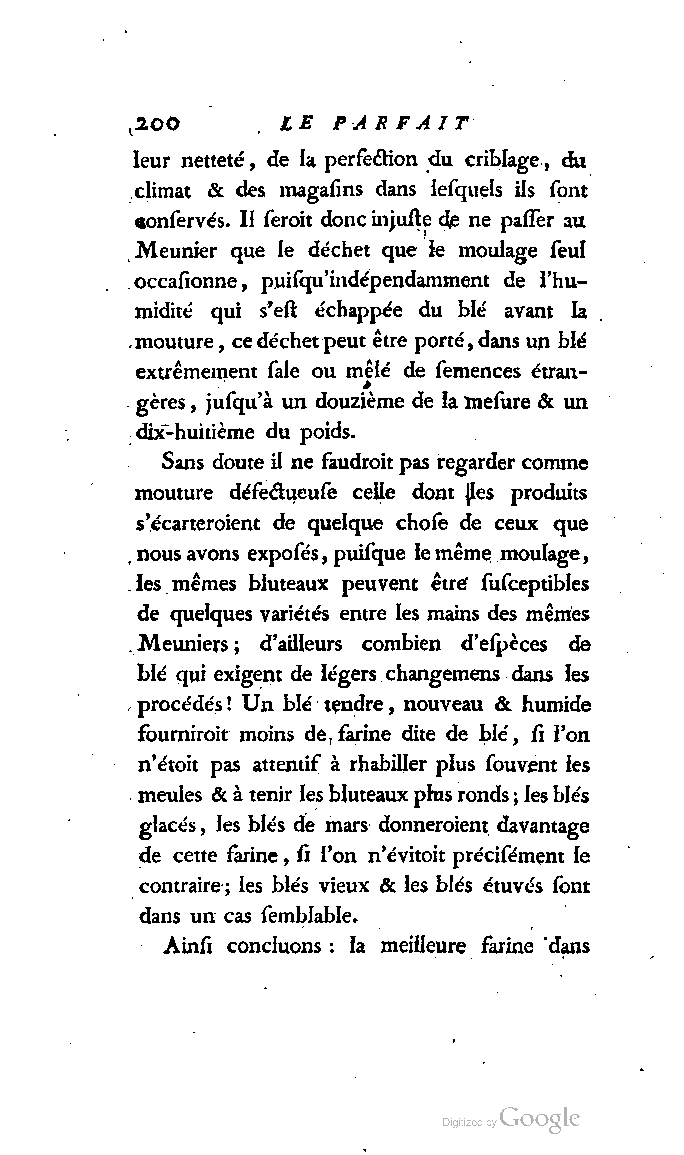 200 LE PARFAIT
leur netteté, de la perfection du criblage, du
climat & des magaſins dans leſquels ils ſont
conſervés. Il ſeroit donc injuſte de ne paſſer au
Meunier que le déchet que le moulage ſeul
occaſionne, puiſqu'indépendamment de l'hu-
midité qui s'eſt échappée du blé avant la
mouture, ce déchet peut être porté, dans un blé
extrêmement ſale ou mêlé de ſemences étran-
gères, juſqu'à un douzième de la meſure & un
dix-huitième du poids.
Sans doute il ne faudroit pas regarder comme
mouture défectueuſe celle dont les produits
s'écarteroient de quelque choſe de ceux que
nous avons expoſés, puiſque le même moulage,
les mêmes bluteaux peuvent être ſuſceptibles
de quelques variétés entre les mains des mêmes
Meuniers; d'ailleurs combien d'eſpèces de
blé qui exigent de légers changemens dans les
procédés! Un blé tendre, nouveau & humide
fourniroit moins de farine dite de blé, ſi l'on
n'étoit pas attentif à rhabiller plus ſouvent les
meules & à tenir les bluteaux plus ronds; les blés
glacés, les blés de mars donneroient davantage
de cette farine, ſi l'on n'évitoit préciſément le
contraire; les blés vieux & les blés étuvés ſont
dans un cas ſemblable.
Ainſi concluons : la meilleure farine dans
Digitized by Google